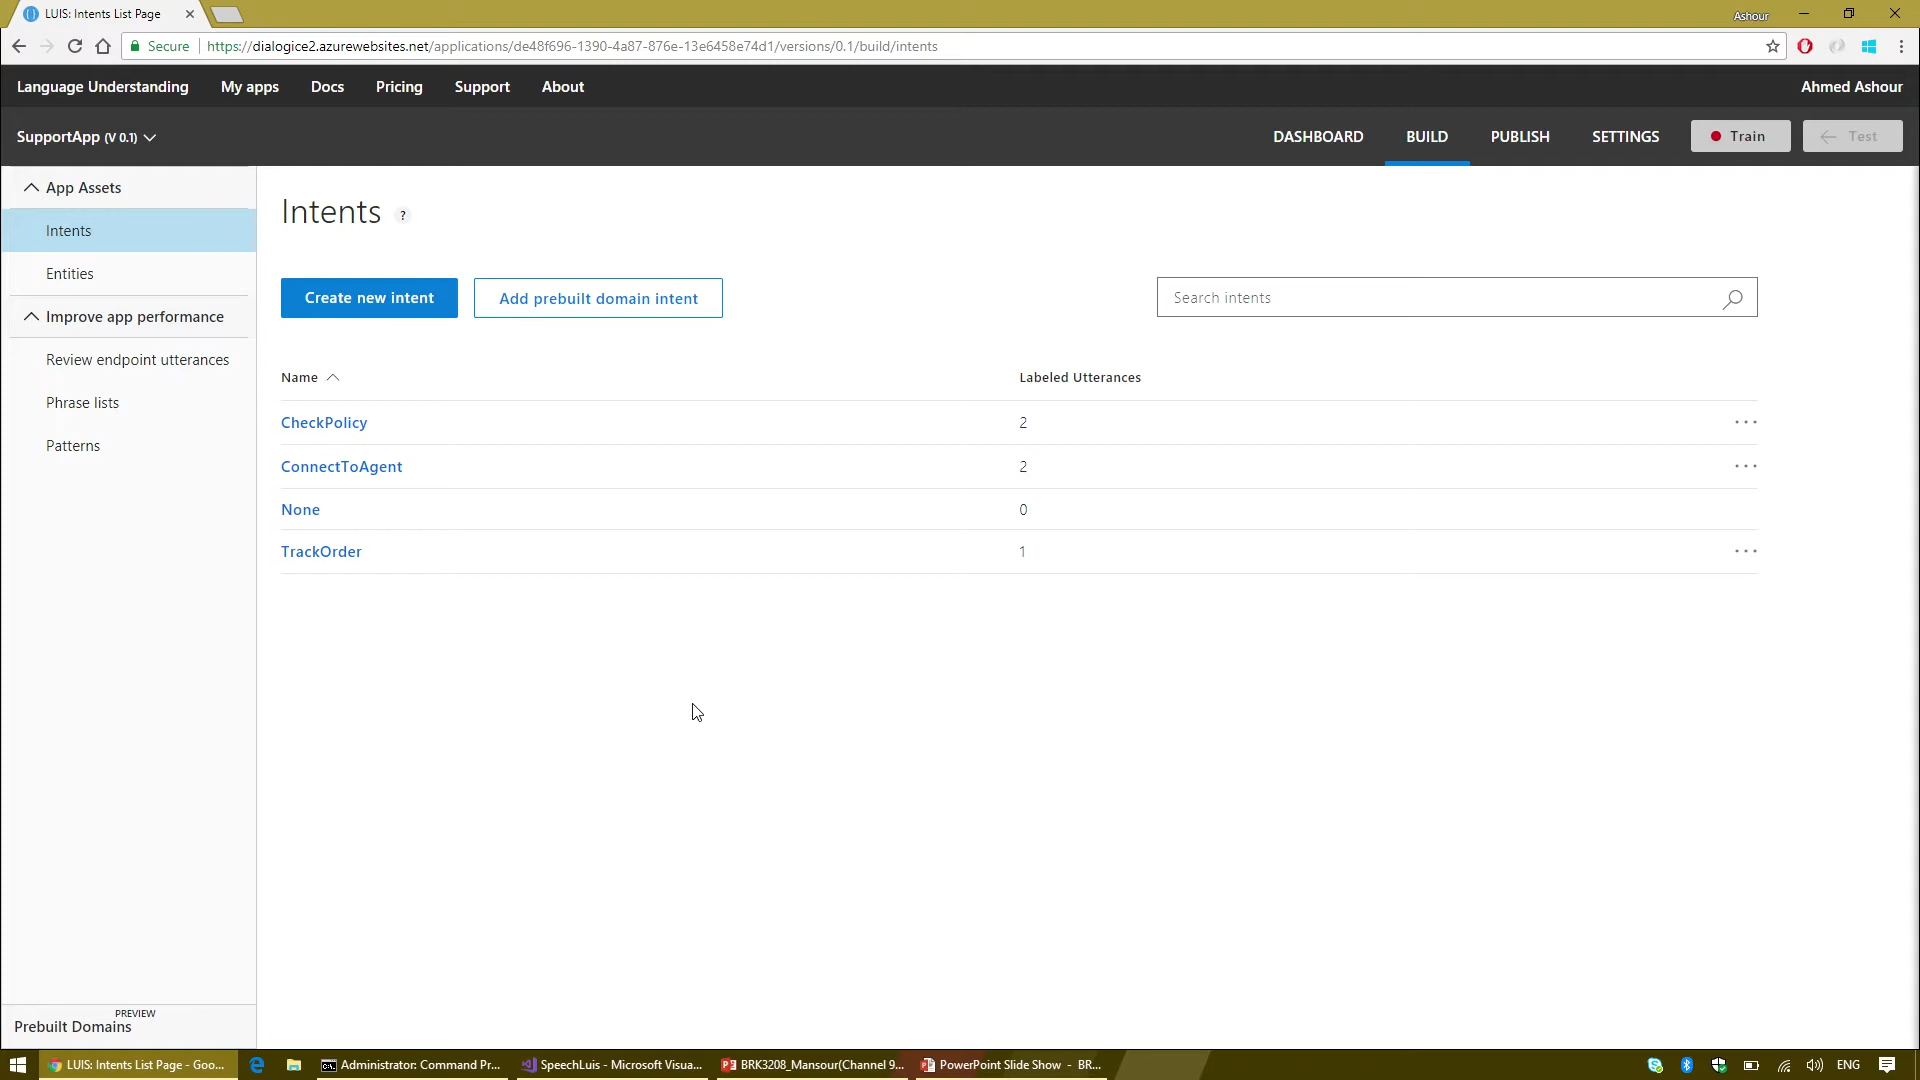 LUIS: Intents List Page
Ashour
Secure
https://dialogice2.azurewebsites.net/applications/de48f696-1390-4a87-876e-13e6458e74d1/versions/0.1/build/intents
Language Understanding My apps Docs Pricing Support About Ahmed Ashour
SupportApp (V 0.1) DASHBOARD BUILD PUBLISH SETTINGS Train Test
App Assets
Intents
Entities
Improve app performance
Review endpoint utterances
Phrase lists
Patterns
Intents ?
Create new intent Add prebuilt domain intent Search intents
Name Labeled Utterances
CheckPolicy 2 ...
ConnectToAgent 2 ...
None 0
TrackOrder 1 ...
PREVIEW
Prebuilt Domains
LUIS: Intents List Page - Goo... Administrator: Command Pr... SpeechLuis - Microsoft Visua... BRK3208_Mansour(Channel 9... PowerPoint Slide Show - BR... ENG